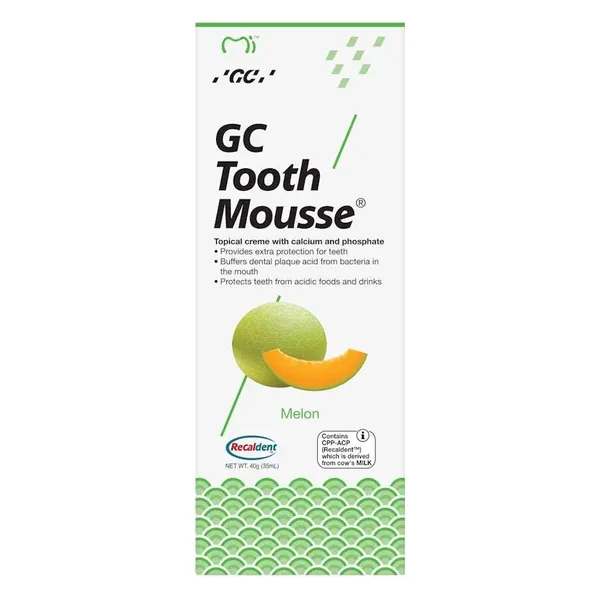 Mi™
GC
GC
Tooth
Mousse®
Topical creme with calcium and phosphate
• Provides extra protection for teeth
• Buffers dental plaque acid from bacteria in
the mouth
• Protects teeth from acidic foods and drinks
Melon
Recaldent™
NET WT. 40g (35mL)
Contains
CPP-ACP
(Recaldent™)
which is derived
from cow's MILK
i